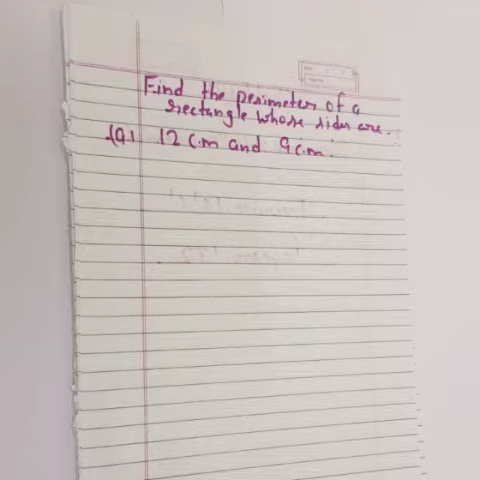 Find the perimeter of a
rectangle whose sides are.
(a) 12 c.m and 9 c.m.